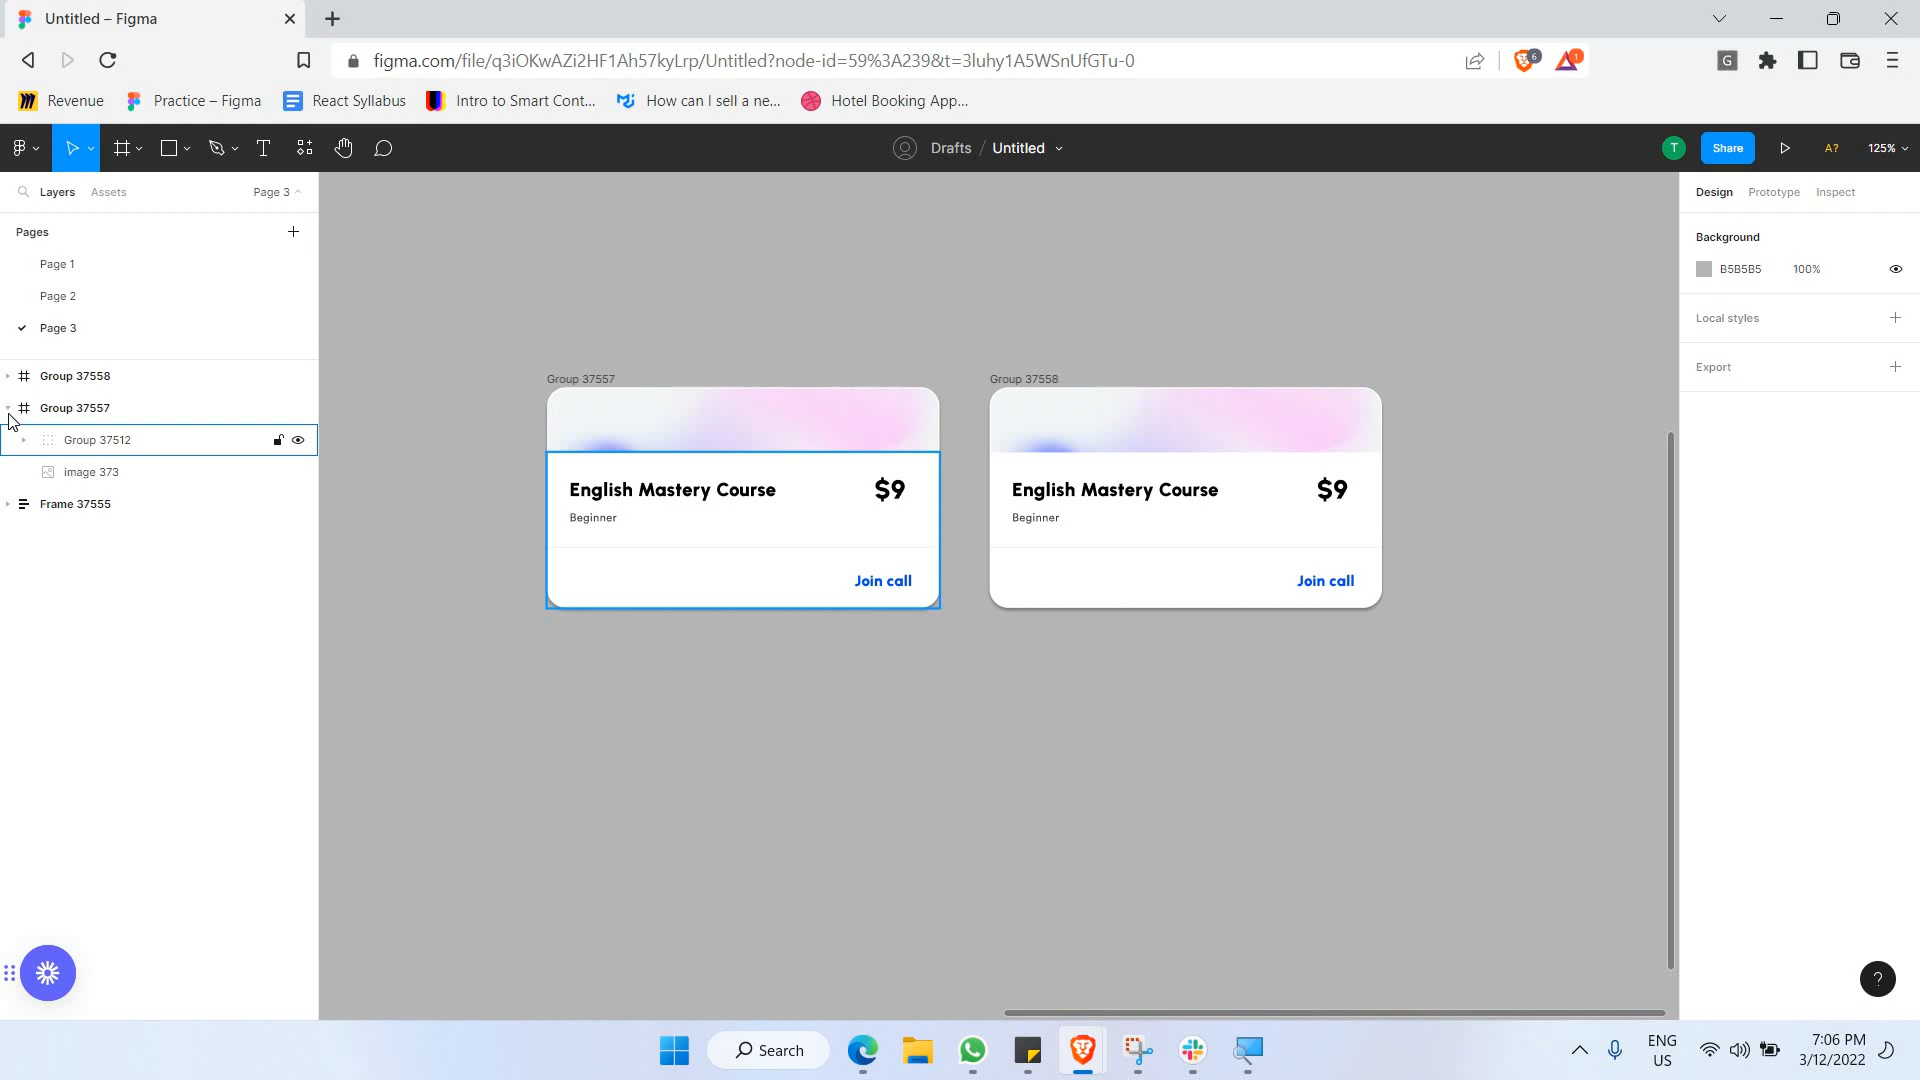 Untitled – Figma
figma.com/file/q3iOKwAZi2HF1Ah57kyLrp/Untitled?node-id=59%3A239&t=3luhy1A5WSnUfGTu-0
6
1
G
Revenue
Practice – Figma
React Syllabus
Intro to Smart Cont...
How can I sell a ne...
Hotel Booking App...
Drafts / Untitled
T
Share
A?
125%
Layers
Assets
Page 3
Design
Prototype
Inspect
Pages
Page 1
Page 2
Page 3
Background
B5B5B5
100%
Local styles
Export
Group 37558
Group 37557
Group 37512
image 373
Frame 37555
Group 37557
English Mastery Course
$9
Beginner
Join call
Group 37558
English Mastery Course
$9
Beginner
Join call
?
Search
ENG
US
7:06 PM
3/12/2022